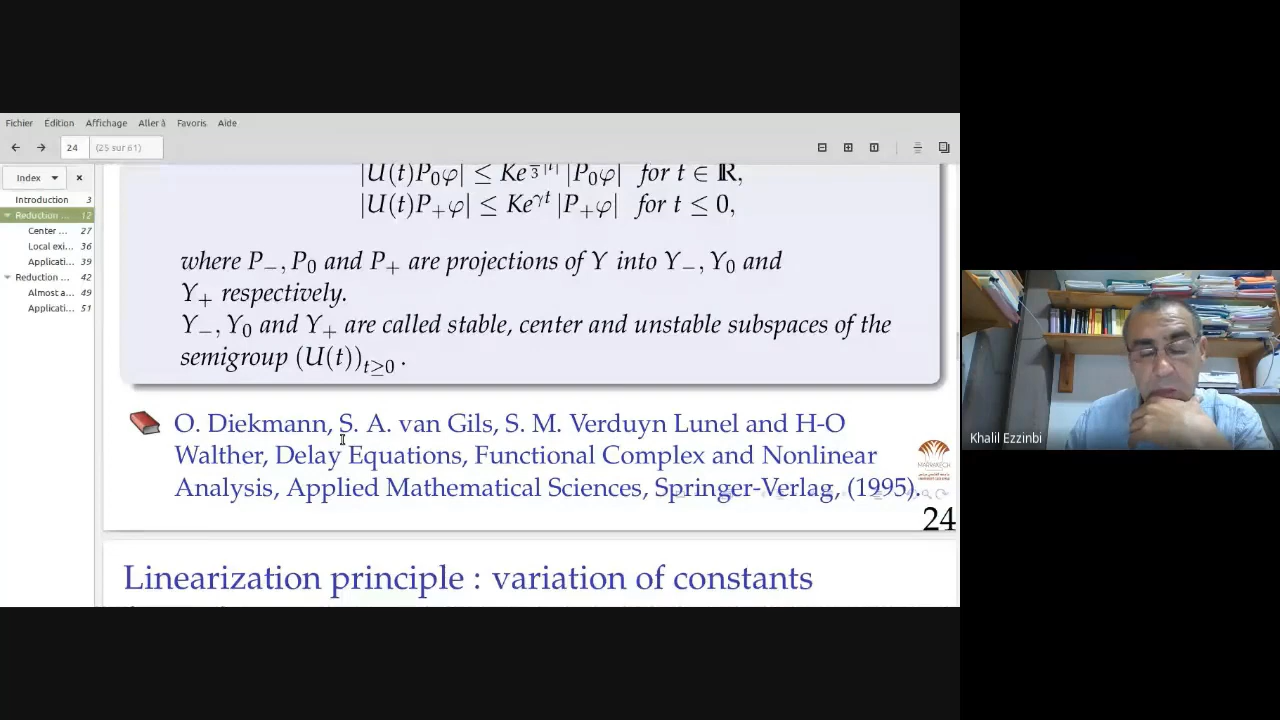 Fichier Édition Affichage Aller à Favoris Aide
24 (25 sur 61)
Index
Introduction 3
Reduction ... 12
Center ... 27
Local exi... 36
Applicati... 39
Reduction ... 42
Almost a... 49
Applicati... 51
|U(t)P₀φ| ≤ Ke^{\frac{}{3}|t|} |P₀φ| for t ∈ ℝ,
|U(t)P₊φ| ≤ Ke^{γt} |P₊φ| for t ≤ 0,
where P₋, P₀ and P₊ are projections of Y into Y₋, Y₀ and
Y₊ respectively.
Y₋, Y₀ and Y₊ are called stable, center and unstable subspaces of the
semigroup (U(t))_{t≥0} .
O. Diekmann, S. A. van Gils, S. M. Verduyn Lunel and H-O
Walther, Delay Equations, Functional Complex and Nonlinear
Analysis, Applied Mathematical Sciences, Springer-Verlag, (1995).
24
Linearization principle : variation of constants
Khalil Ezzinbi